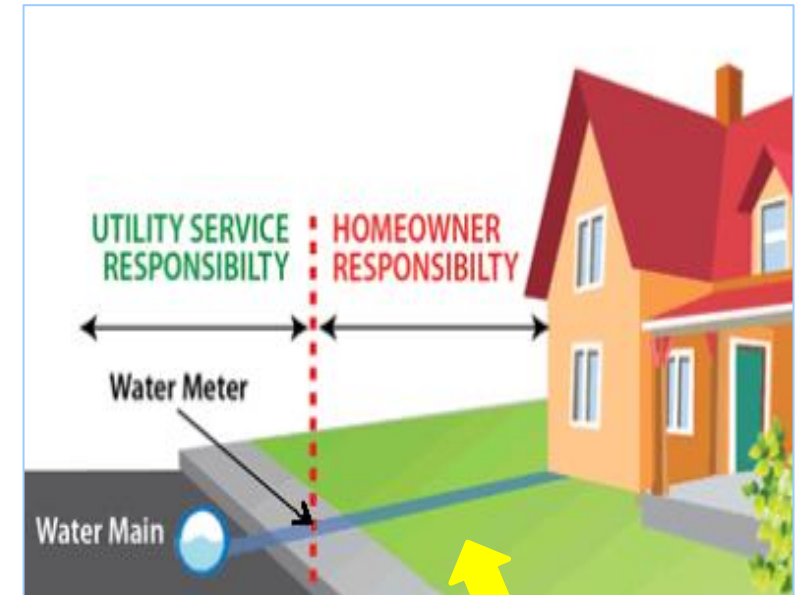 UTILITY SERVICE
RESPONSIBILTY
HOMEOWNER
RESPONSIBILTY
Water Meter
Water Main